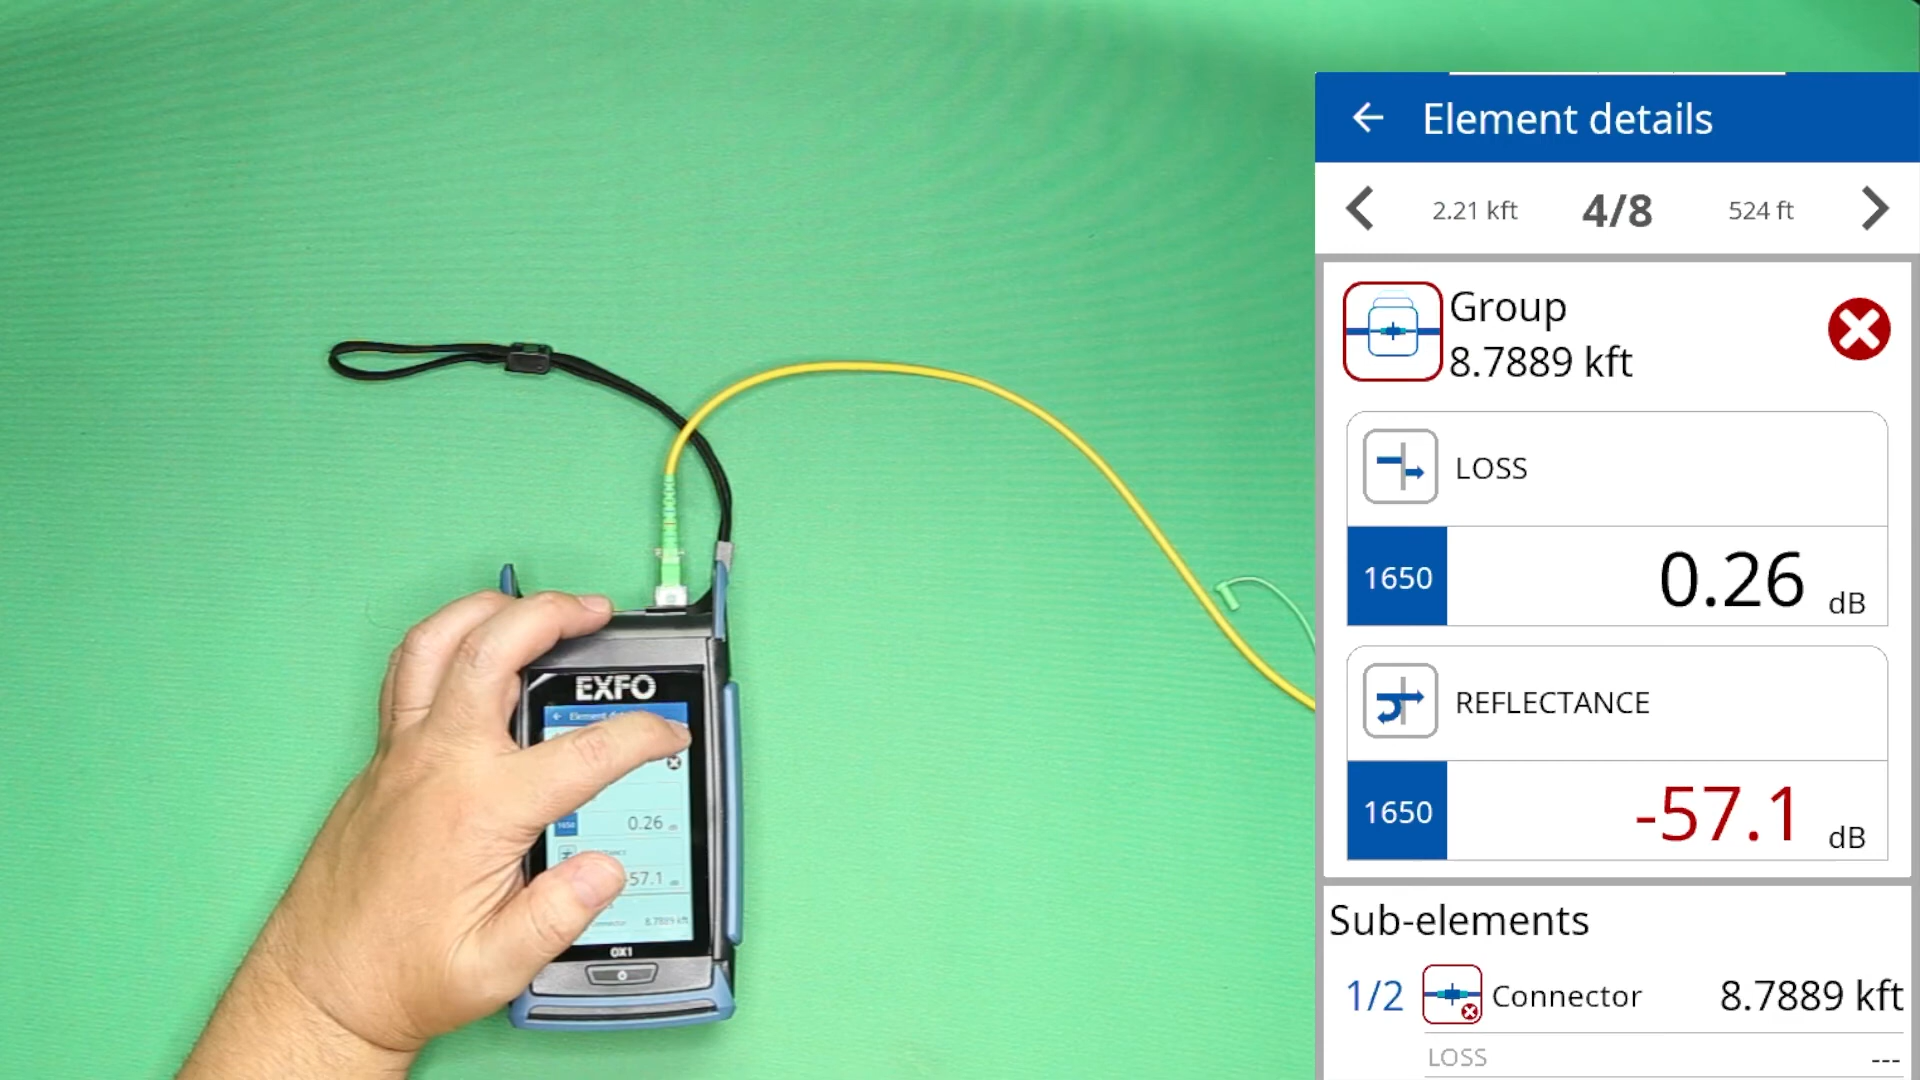 Element details
2.21 kft 4/8 524 ft
Group
8.7889 kft
LOSS
1650 0.26 dB
REFLECTANCE
1650 -57.1 dB
Sub-elements
1/2 Connector 8.7889 kft
LOSS ---
EXFO
1650 0.26
57.1
OX1